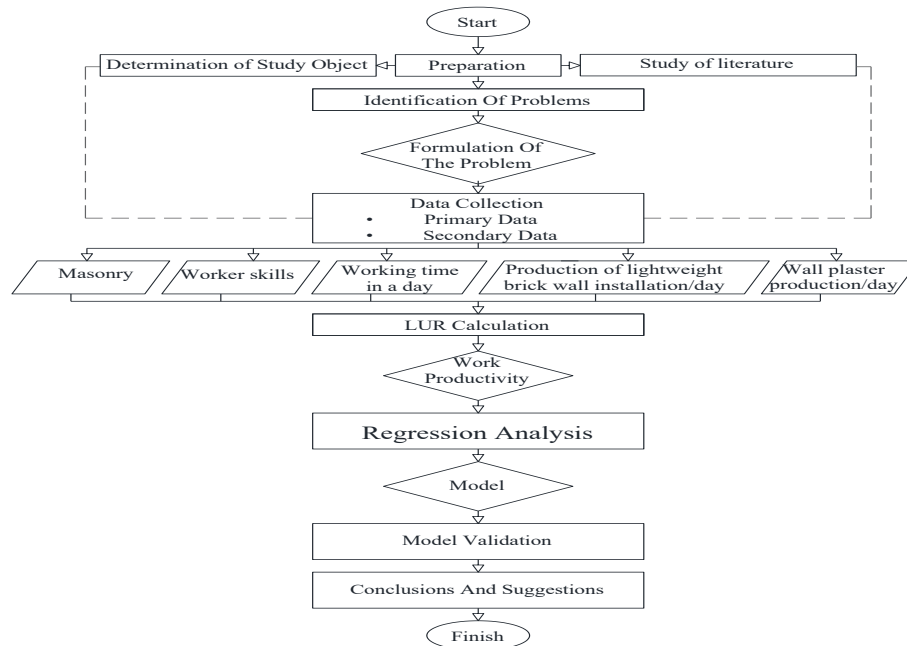 Start
Determination of Study Object
Preparation
Study of literature
Identification Of Problems
Formulation Of
The Problem
Data Collection
• Primary Data
• Secondary Data
Masonry
Worker skills
Working time
in a day
Production of lightweight
brick wall installation/day
Wall plaster
production/day
LUR Calculation
Work
Productivity
Regression Analysis
Model
Model Validation
Conclusions And Suggestions
Finish